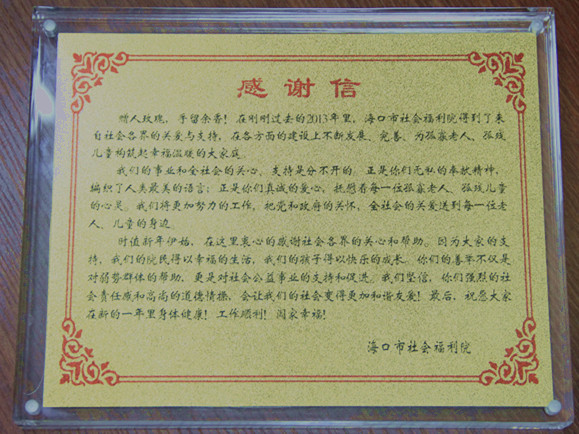 感谢信
赠人玫瑰，手留余香！在刚刚过去的2013年里，海口市社会福利院得到了来
自社会各界的关爱与支持，在各方面的建设上不断发展、完善，为孤寡老人、孤残
儿童构筑起幸福温暖的大家庭。
我们的事业和全社会的关心、支持是分不开的。正是你们无私的奉献精神，
编织了人类最美的语言；正是你们真诚的爱心，抚慰着每一位孤寡老人、孤残儿童
的心灵。我们将更加努力的工作，把党和政府的关怀，全社会的关爱送到每一位老
人、儿童的身边。
时值新年伊始，在这里衷心的感谢社会各界的关心和帮助。因为大家的支
持，我们的院民得以幸福的生活，我们的孩子得以快乐的成长。你们的善举不仅是
对弱势群体的帮助，更是对社会公益事业的支持和促进。我们坚信，你们强烈的社
会责任感和高尚的道德情操，会让我们的社会变得更加和谐友爱！最后，祝愿大家
在新的一年里身体健康！工作顺利！阖家幸福！
海口市社会福利院